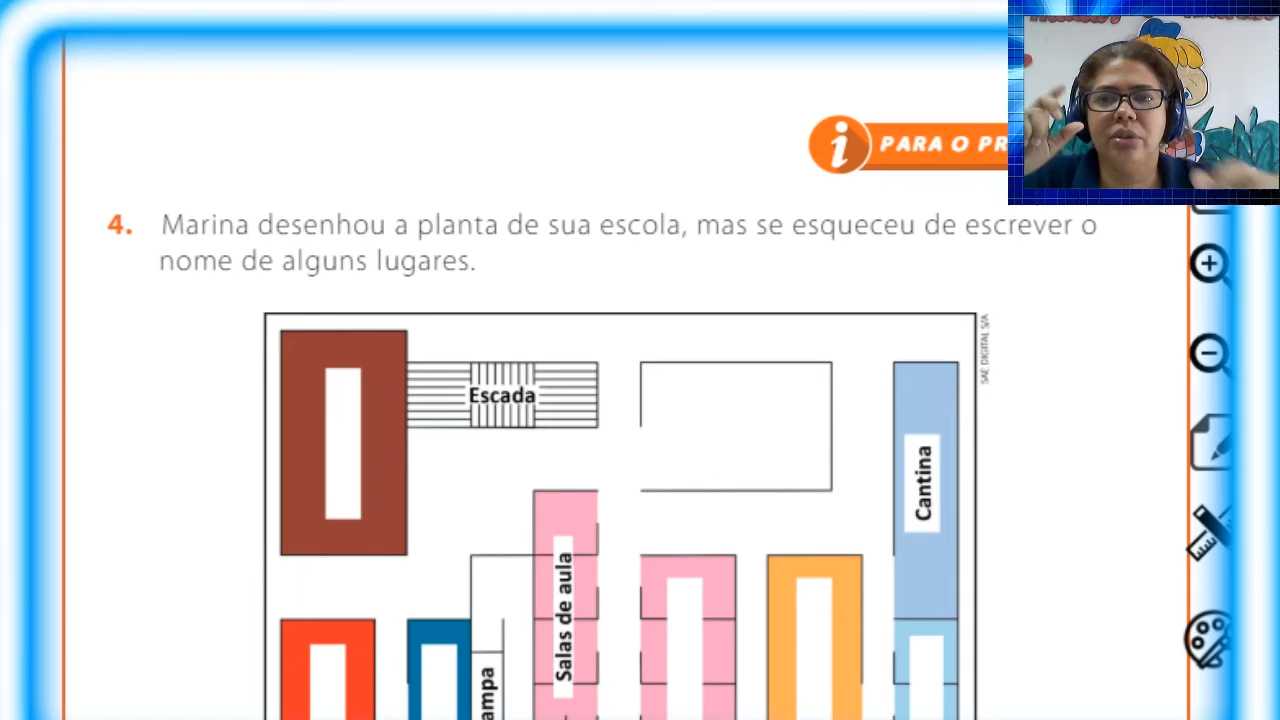 PARA O PR
4. Marina desenhou a planta de sua escola, mas se esqueceu de escrever o
nome de alguns lugares.
SAE DIGITAL S/A
Escada
Cantina
Salas de aula
ampa